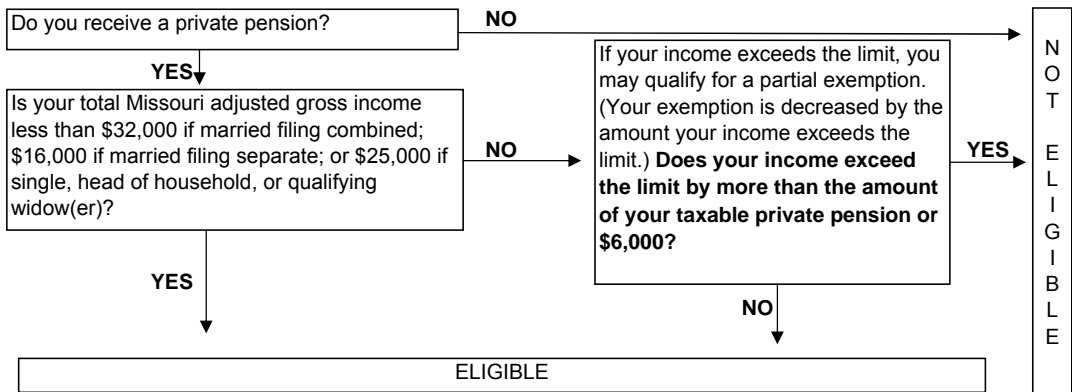 Do you receive a private pension?
NO
YES
Is your total Missouri adjusted gross income
less than $32,000 if married filing combined;
$16,000 if married filing separate; or $25,000 if
single, head of household, or qualifying
widow(er)?
NO
If your income exceeds the limit, you
may qualify for a partial exemption.
(Your exemption is decreased by the
amount your income exceeds the
limit.) Does your income exceed
the limit by more than the amount
of your taxable private pension or
$6,000?
YES
YES
NO
ELIGIBLE
N
O
T
E
L
I
G
I
B
L
E